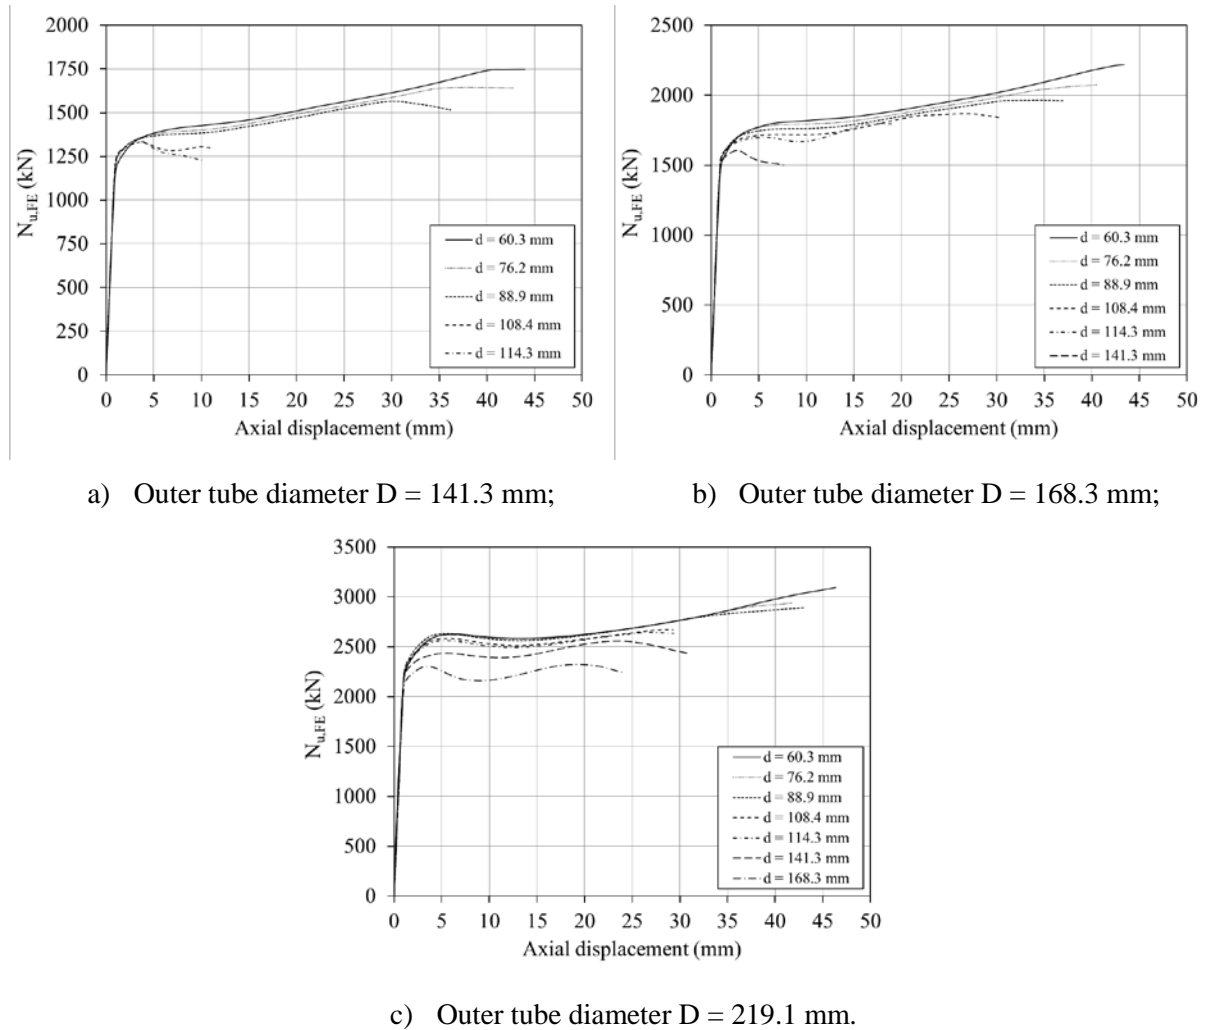 2000
1750
1500
1250
1000
750
500
250
0
N_u,FE (kN)
0 5 10 15 20 25 30 35 40 45 50
Axial displacement (mm)
d = 60.3 mm
d = 76.2 mm
d = 88.9 mm
d = 108.4 mm
d = 114.3 mm
2500
2000
1500
1000
500
0
N_u,FE (kN)
0 5 10 15 20 25 30 35 40 45 50
Axial displacement (mm)
d = 60.3 mm
d = 76.2 mm
d = 88.9 mm
d = 108.4 mm
d = 114.3 mm
d = 141.3 mm
a) Outer tube diameter D = 141.3 mm;
b) Outer tube diameter D = 168.3 mm;
3500
3000
2500
2000
1500
1000
500
0
N_u,FE (kN)
0 5 10 15 20 25 30 35 40 45 50
Axial displacement (mm)
d = 60.3 mm
d = 76.2 mm
d = 88.9 mm
d = 108.4 mm
d = 114.3 mm
d = 141.3 mm
d = 168.3 mm
c) Outer tube diameter D = 219.1 mm.